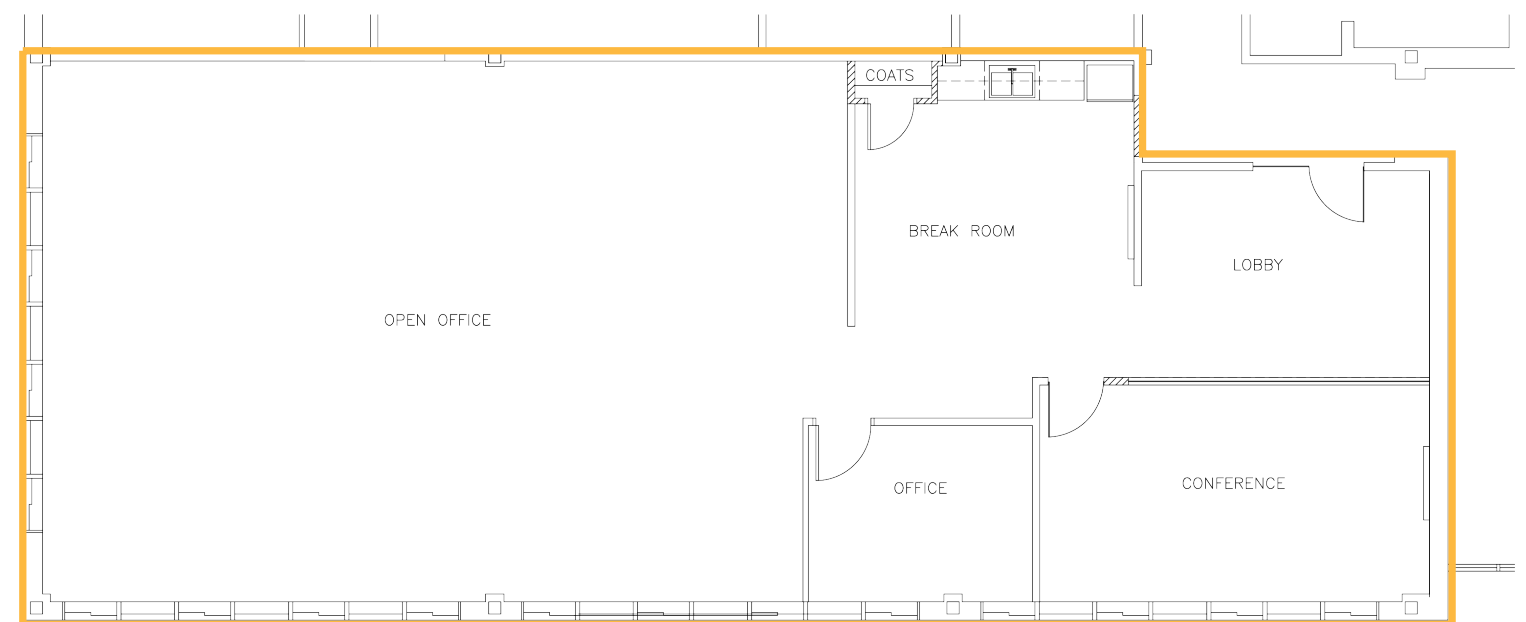 COATS
BREAK ROOM
LOBBY
OPEN OFFICE
OFFICE
CONFERENCE